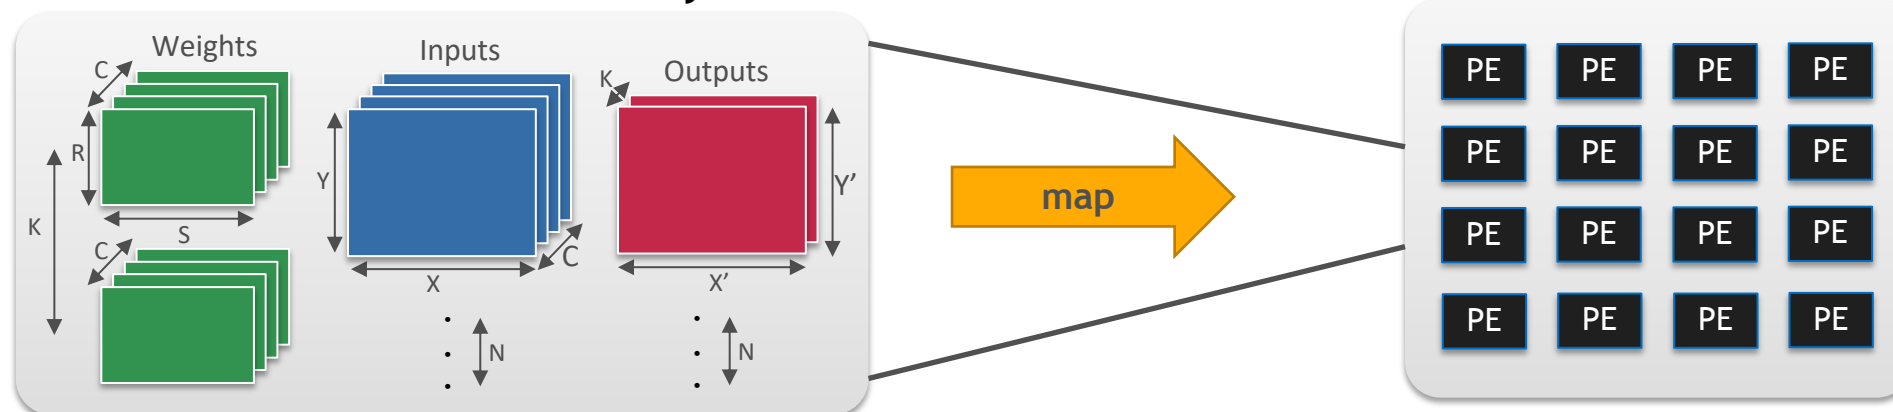 Weights
C
R
S
K
C
Inputs
Y
X
C
N
Outputs
K
Y’
X’
N
map
PE PE PE PE
PE PE PE PE
PE PE PE PE
PE PE PE PE